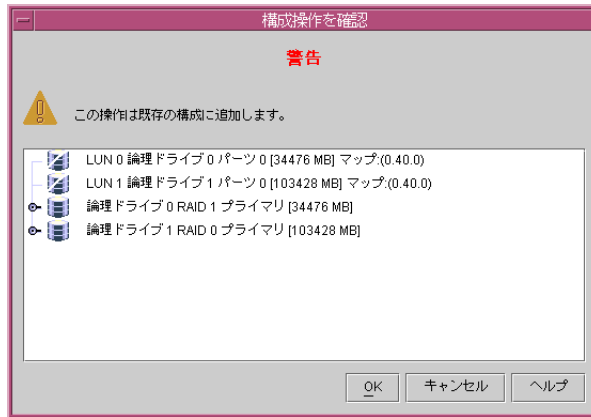 構成操作を確認
警告
この操作は既存の構成に追加します。
LUN 0 論理ドライブ 0 パーツ 0 [34476 MB] マップ:(0.40.0)
LUN 1 論理ドライブ 1 パーツ 0 [103428 MB] マップ:(0.40.0)
論理ドライブ 0 RAID 1 プライマリ [34476 MB]
論理ドライブ 1 RAID 0 プライマリ [103428 MB]
OK キャンセル ヘルプ